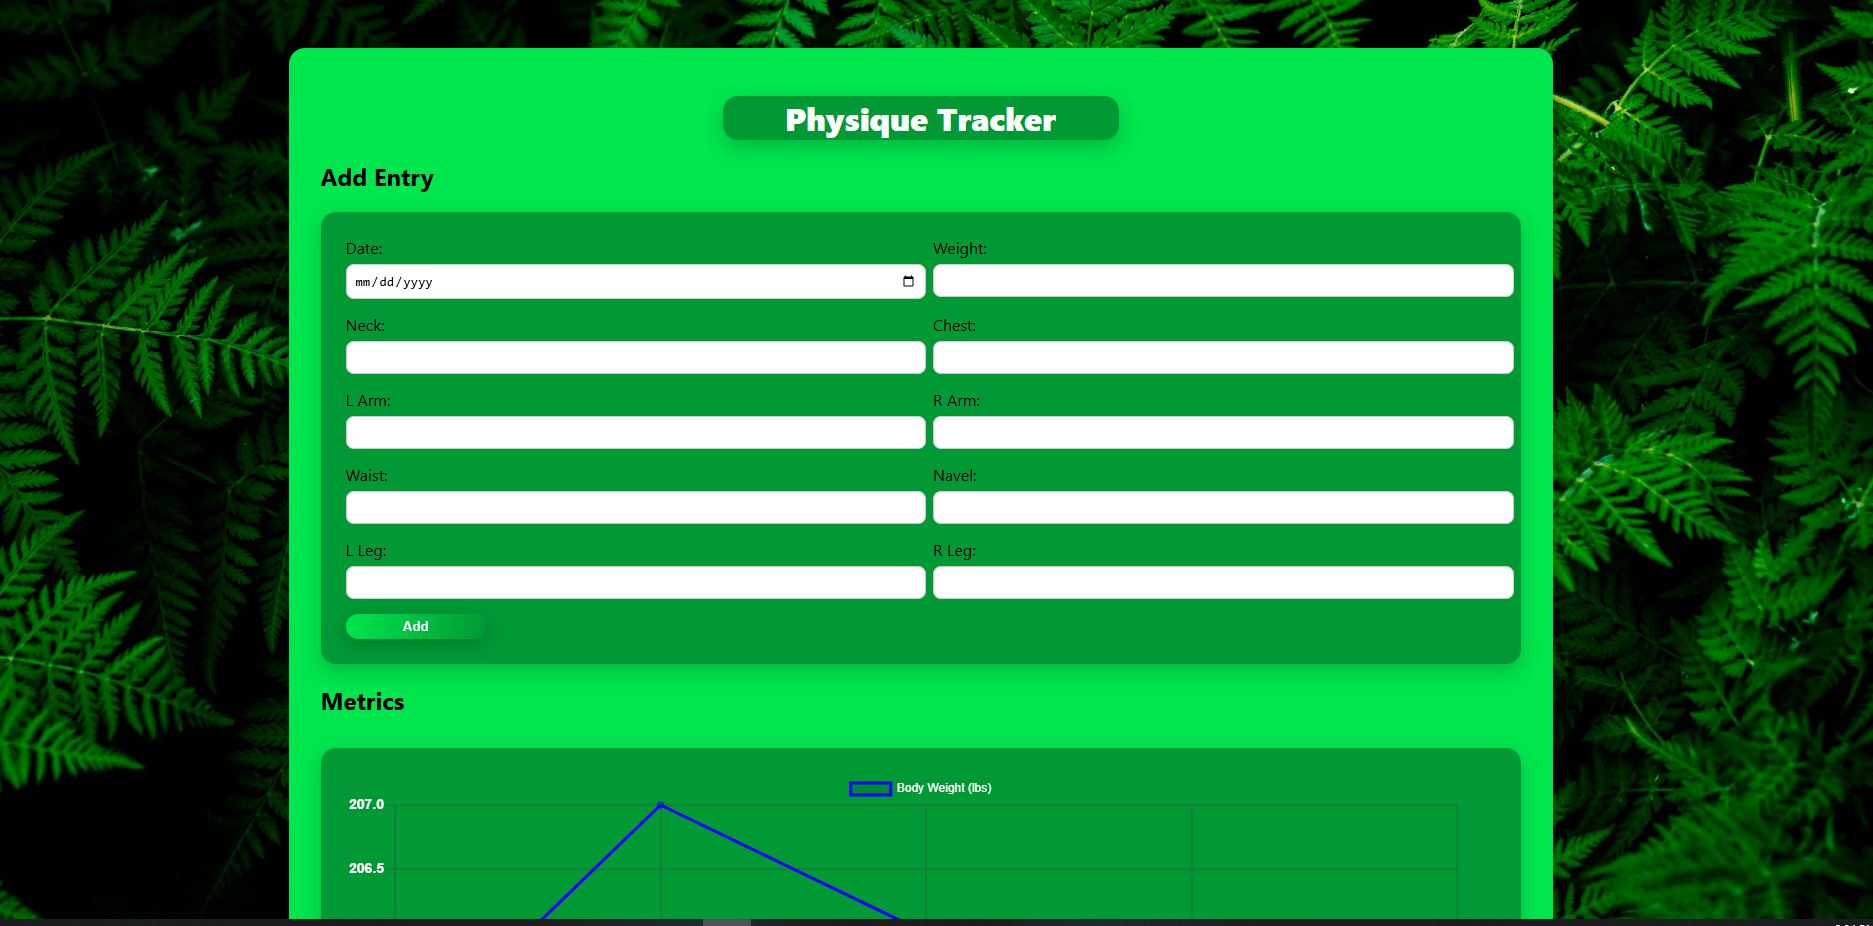 Physique Tracker
Add Entry
Date: Weight:
mm/dd/yyyy
Neck: Chest:
L Arm: R Arm:
Waist: Navel:
L Leg: R Leg:
Add
Metrics
Body Weight (lbs)
207.0
206.5